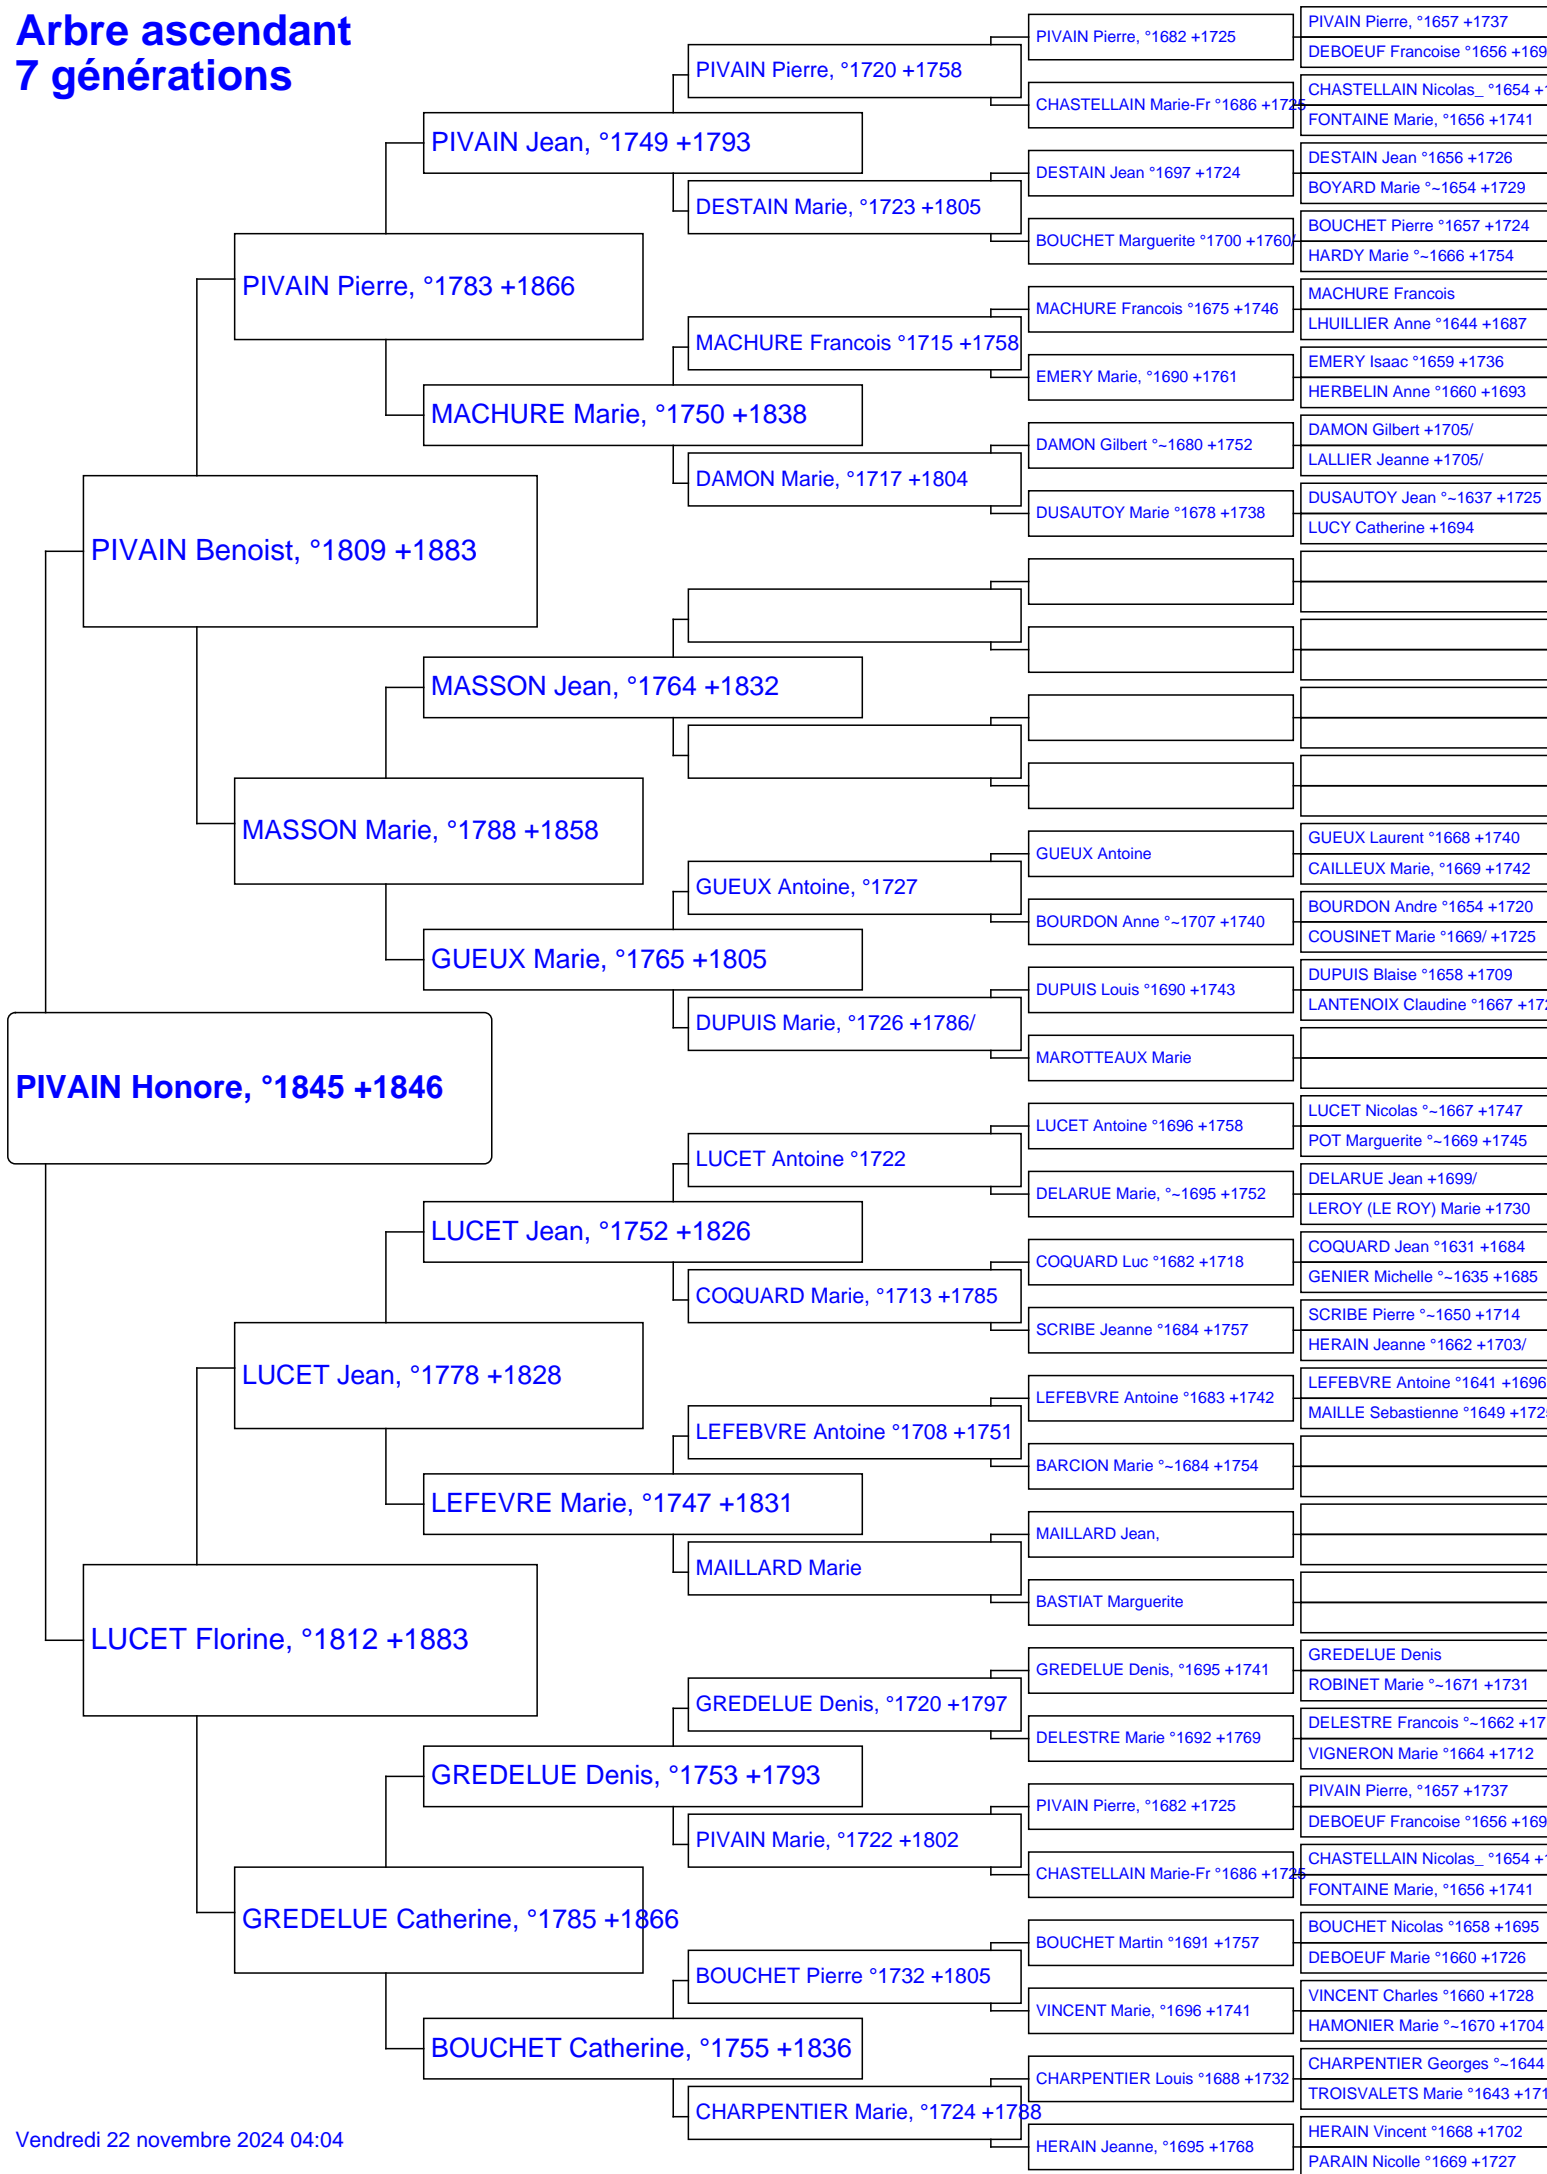 Arbre ascendant
7 générations
PIVAIN Honore, °1845 +1846
PIVAIN Benoist, °1809 +1883
LUCET Florine, °1812 +1883
PIVAIN Pierre, °1783 +1866
MASSON Marie, °1788 +1858
LUCET Jean, °1778 +1828
GREDELUE Catherine, °1785 +1866
PIVAIN Jean, °1749 +1793
MACHURE Marie, °1750 +1838
MASSON Jean, °1764 +1832
GUEUX Marie, °1765 +1805
LUCET Jean, °1752 +1826
LEFEVRE Marie, °1747 +1831
GREDELUE Denis, °1753 +1793
BOUCHET Catherine, °1755 +1836
PIVAIN Pierre, °1720 +1758
DESTAIN Marie, °1723 +1805
MACHURE Francois °1715 +1758
DAMON Marie, °1717 +1804
GUEUX Antoine, °1727
DUPUIS Marie, °1726 +1786/
LUCET Antoine °1722
COQUARD Marie, °1713 +1785
LEFEBVRE Antoine °1708 +1751
MAILLARD Marie
GREDELUE Denis, °1720 +1797
PIVAIN Marie, °1722 +1802
BOUCHET Pierre °1732 +1805
CHARPENTIER Marie, °1724 +1788
PIVAIN Pierre, °1682 +1725
CHASTELLAIN Marie-Fr °1686 +1725
DESTAIN Jean °1697 +1724
BOUCHET Marguerite °1700 +1760/
MACHURE Francois °1675 +1746
EMERY Marie, °1690 +1761
DAMON Gilbert °~1680 +1752
DUSAUTOY Marie °1678 +1738
GUEUX Antoine
BOURDON Anne °~1707 +1740
DUPUIS Louis °1690 +1743
MAROTTEAUX Marie
LUCET Antoine °1696 +1758
DELARUE Marie, °~1695 +1752
COQUARD Luc °1682 +1718
SCRIBE Jeanne °1684 +1757
LEFEBVRE Antoine °1683 +1742
BARCION Marie °~1684 +1754
MAILLARD Jean,
BASTIAT Marguerite
GREDELUE Denis, °1695 +1741
DELESTRE Marie °1692 +1769
PIVAIN Pierre, °1682 +1725
CHASTELLAIN Marie-Fr °1686 +1725
BOUCHET Martin °1691 +1757
VINCENT Marie, °1696 +1741
CHARPENTIER Louis °1688 +1732
HERAIN Jeanne, °1695 +1768
PIVAIN Pierre, °1657 +1737
DEBOEUF Francoise °1656 +169
CHASTELLAIN Nicolas_ °1654 +1
FONTAINE Marie, °1656 +1741
DESTAIN Jean °1656 +1726
BOYARD Marie °~1654 +1729
BOUCHET Pierre °1657 +1724
HARDY Marie °~1666 +1754
MACHURE Francois
LHUILLIER Anne °1644 +1687
EMERY Isaac °1659 +1736
HERBELIN Anne °1660 +1693
DAMON Gilbert +1705/
LALLIER Jeanne +1705/
DUSAUTOY Jean °~1637 +1725
LUCY Catherine +1694
GUEUX Laurent °1668 +1740
CAILLEUX Marie, °1669 +1742
BOURDON Andre °1654 +1720
COUSINET Marie °1669/ +1725
DUPUIS Blaise °1658 +1709
LANTENOIX Claudine °1667 +172
LUCET Nicolas °~1667 +1747
POT Marguerite °~1669 +1745
DELARUE Jean +1699/
LEROY (LE ROY) Marie +1730
COQUARD Jean °1631 +1684
GENIER Michelle °~1635 +1685
SCRIBE Pierre °~1650 +1714
HERAIN Jeanne °1662 +1703/
LEFEBVRE Antoine °1641 +1696
MAILLE Sebastienne °1649 +1725
GREDELUE Denis
ROBINET Marie °~1671 +1731
DELESTRE Francois °~1662 +17
VIGNERON Marie °1664 +1712
PIVAIN Pierre, °1657 +1737
DEBOEUF Francoise °1656 +169
CHASTELLAIN Nicolas_ °1654 +1
FONTAINE Marie, °1656 +1741
BOUCHET Nicolas °1658 +1695
DEBOEUF Marie °1660 +1726
VINCENT Charles °1660 +1728
HAMONIER Marie °~1670 +1704
CHARPENTIER Georges °~1644
TROISVALETS Marie °1643 +171
HERAIN Vincent °1668 +1702
PARAIN Nicolle °1669 +1727
Vendredi 22 novembre 2024 04:04